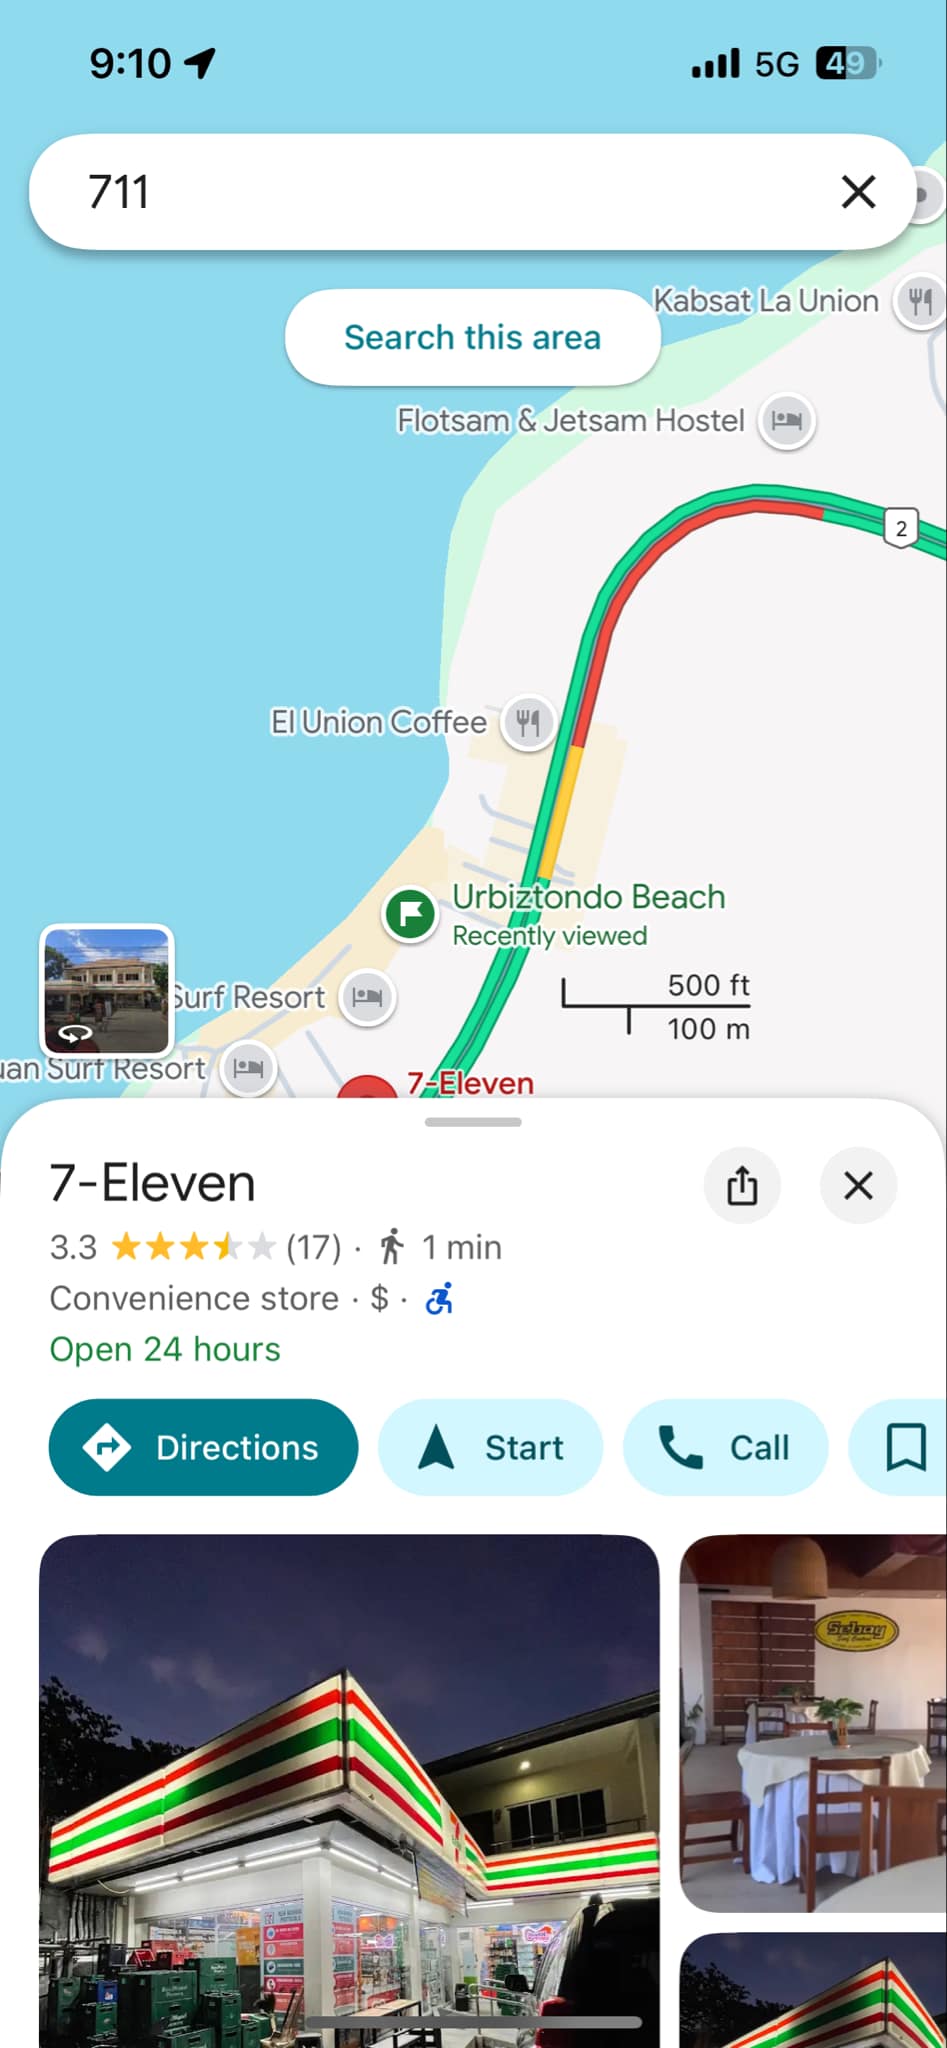 9:10
5G 49
711
Search this area
Kabsat La Union
Flotsam & Jetsam Hostel
2
El Union Coffee
Urbiztondo Beach
Recently viewed
500 ft
100 m
Surf Resort
uan Surf Resort
7-Eleven
7-Eleven
3.3 (17) · 1 min
Convenience store · $ ·
Open 24 hours
Directions
Start
Call
Sebay
Surf Central